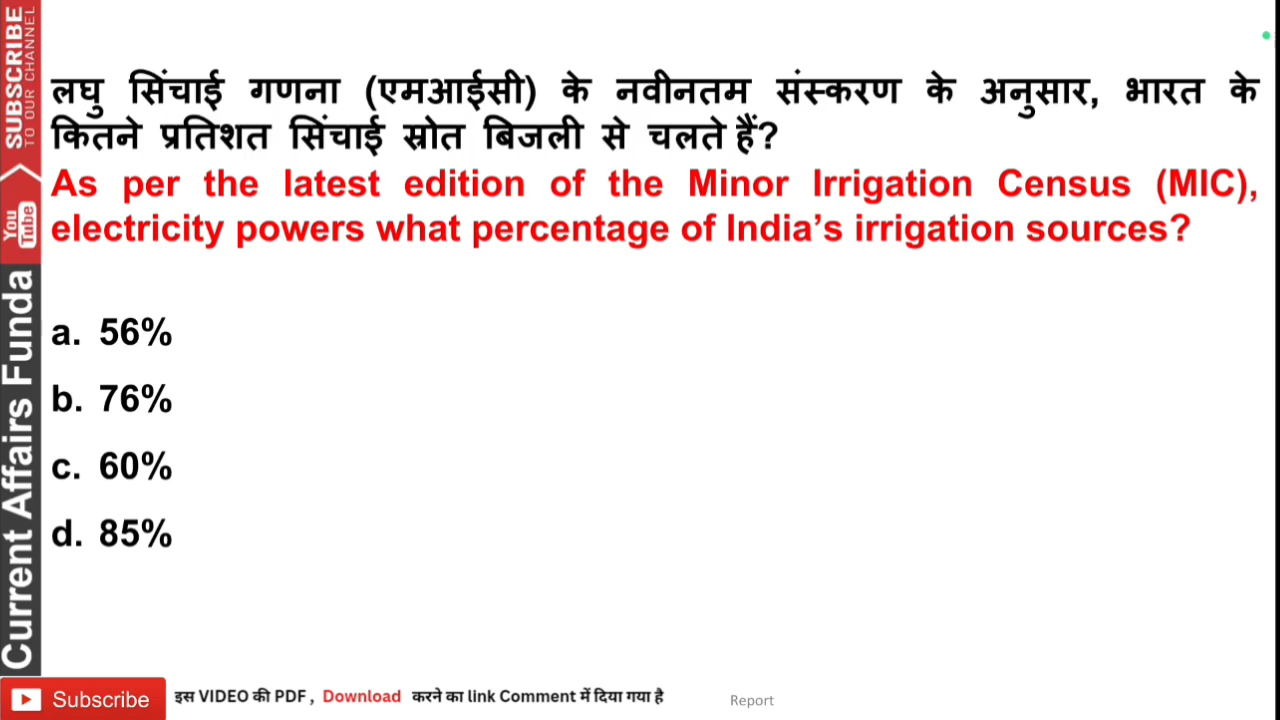 लघु सिंचाई गणना (एमआईसी) के नवीनतम संस्करण के अनुसार, भारत के
कितने प्रतिशत सिंचाई स्रोत बिजली से चलते हैं?
As per the latest edition of the Minor Irrigation Census (MIC),
electricity powers what percentage of India’s irrigation sources?
a. 56%
b. 76%
c. 60%
d. 85%
SUBSCRIBE
TO OUR CHANNEL
You
Tube
Current Affairs Funda
Subscribe
इस VIDEO की PDF , Download करने का link Comment में दिया गया है
Report